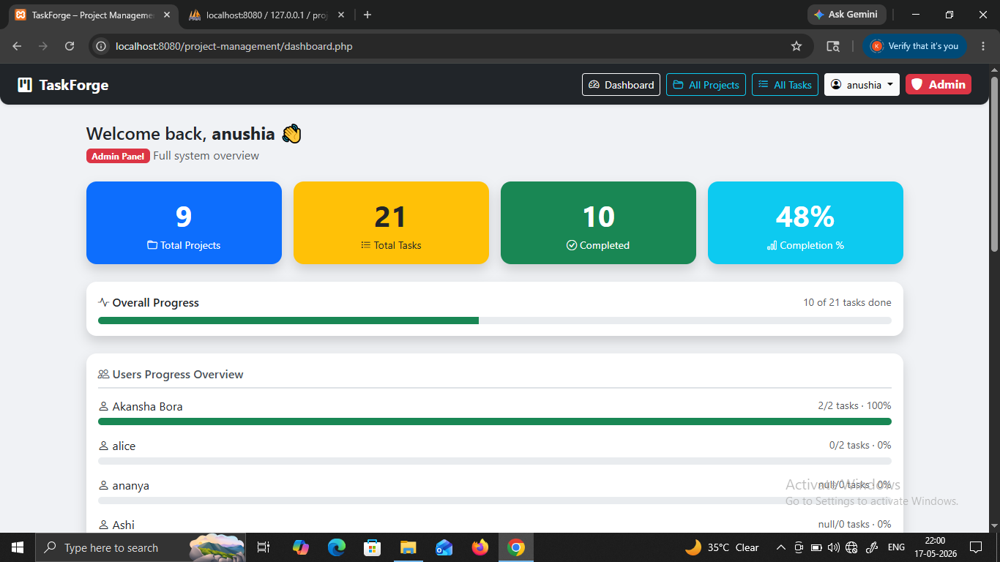 TaskForge – Project Manageme
localhost:8080 / 127.0.0.1 / proj
Ask Gemini
localhost:8080/project-management/dashboard.php
Verify that it's you
TaskForge
Dashboard
All Projects
All Tasks
anushia
Admin
Welcome back, anushia 👋
Admin Panel Full system overview
9
Total Projects
21
Total Tasks
10
Completed
48%
Completion %
Overall Progress
10 of 21 tasks done
Users Progress Overview
Akansha Bora
2/2 tasks · 100%
alice
0/2 tasks · 0%
ananya
null/0 tasks · 0%
Activate Windows
Go to Settings to activate Windows.
Ashi
null/0 tasks · 0%
Type here to search
35°C Clear
ENG
22:00
17-05-2026